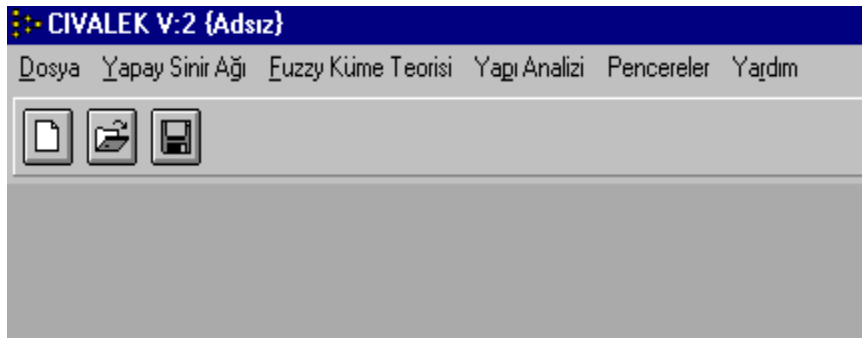 CIVALEK V:2 {Adsız}
Dosya Yapay Sinir Ağı Fuzzy Küme Teorisi Yapı Analizi Pencereler Yardım